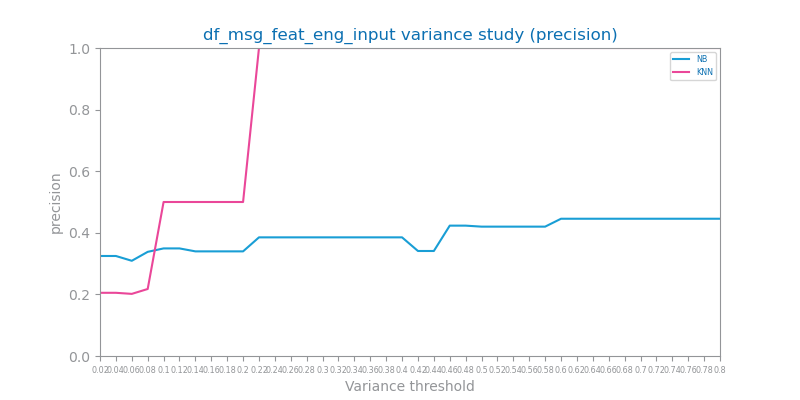 df_msg_feat_eng_input variance study (precision)
NB
KNN
1.0
0.8
0.6
0.4
0.2
0.0
precision
0.02 0.04 0.06 0.08 0.1 0.12 0.14 0.16 0.18 0.2 0.22 0.24 0.26 0.28 0.3 0.32 0.34 0.36 0.38 0.4 0.42 0.44 0.46 0.48 0.5 0.52 0.54 0.56 0.58 0.6 0.62 0.64 0.66 0.68 0.7 0.72 0.74 0.76 0.78 0.8
Variance threshold